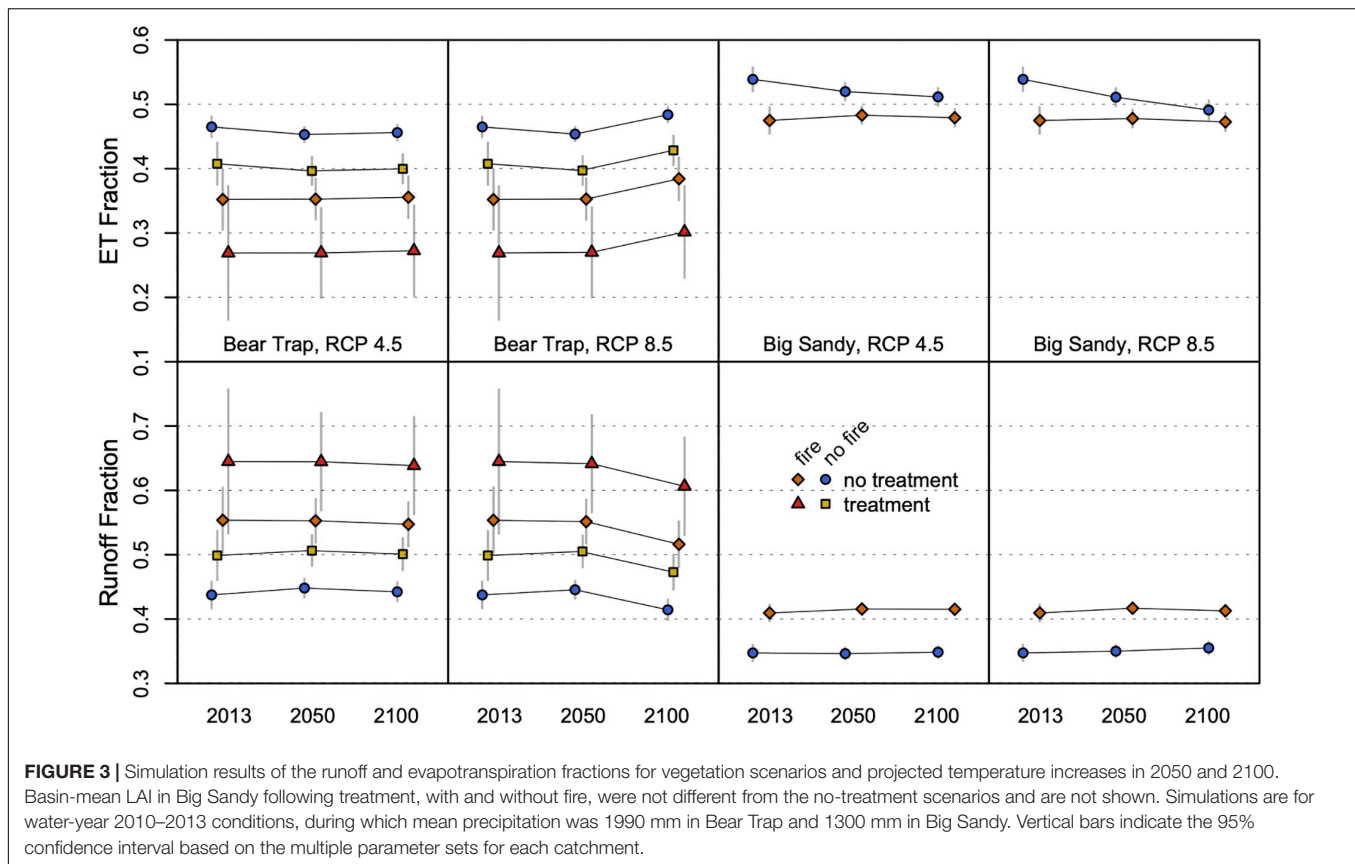 ET Fraction
0.6
0.5
0.4
0.3
0.2
0.1
Bear Trap, RCP 4.5
Bear Trap, RCP 8.5
Big Sandy, RCP 4.5
Big Sandy, RCP 8.5
Runoff Fraction
0.7
0.6
0.5
0.4
0.3
fire
no fire
no treatment
treatment
2013 2050 2100
2013 2050 2100
2013 2050 2100
2013 2050 2100
FIGURE 3 | Simulation results of the runoff and evapotranspiration fractions for vegetation scenarios and projected temperature increases in 2050 and 2100.
Basin-mean LAI in Big Sandy following treatment, with and without fire, were not different from the no-treatment scenarios and are not shown. Simulations are for
water-year 2010–2013 conditions, during which mean precipitation was 1990 mm in Bear Trap and 1300 mm in Big Sandy. Vertical bars indicate the 95%
confidence interval based on the multiple parameter sets for each catchment.